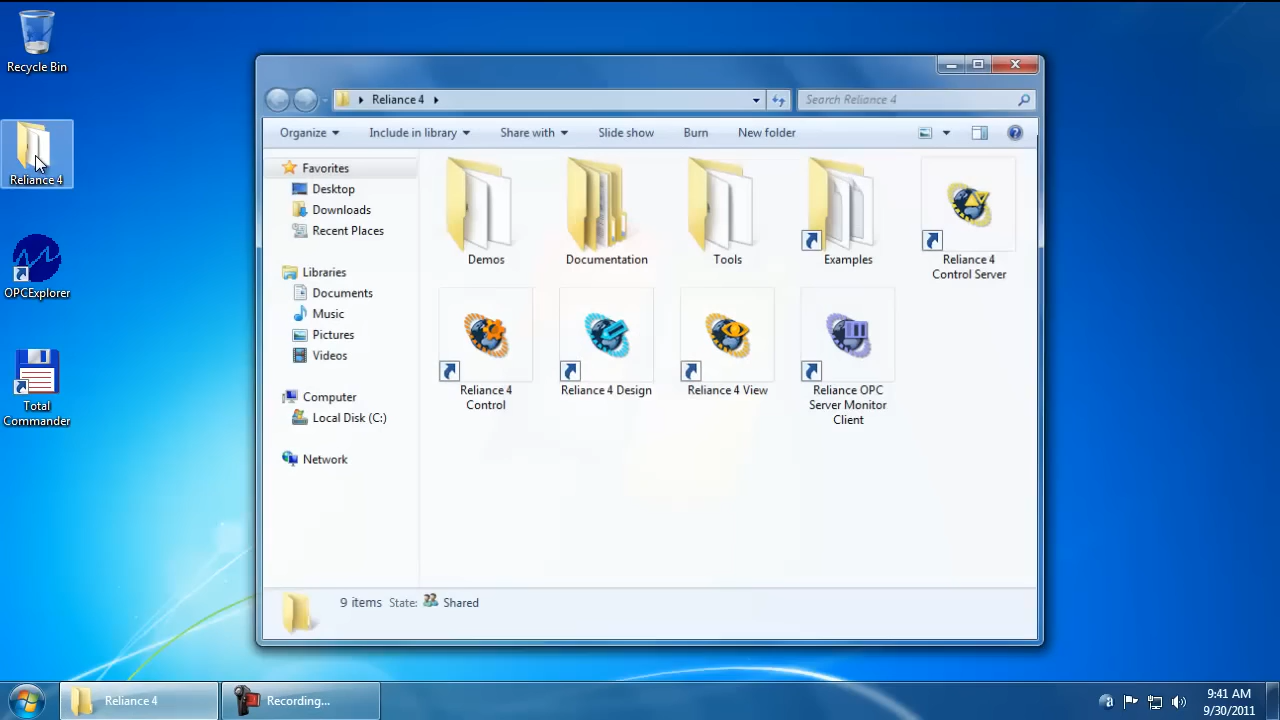 Recycle Bin
Reliance 4
OPCExplorer
Total
Commander
Reliance 4
Search Reliance 4
Organize
Include in library
Share with
Slide show
Burn
New folder
Favorites
Desktop
Downloads
Recent Places
Libraries
Documents
Music
Pictures
Videos
Computer
Local Disk (C:)
Network
Demos
Documentation
Tools
Examples
Reliance 4
Control Server
Reliance 4
Control
Reliance 4 Design
Reliance 4 View
Reliance OPC
Server Monitor
Client
9 items State: Shared
Reliance 4
Recording...
9:41 AM
9/30/2011